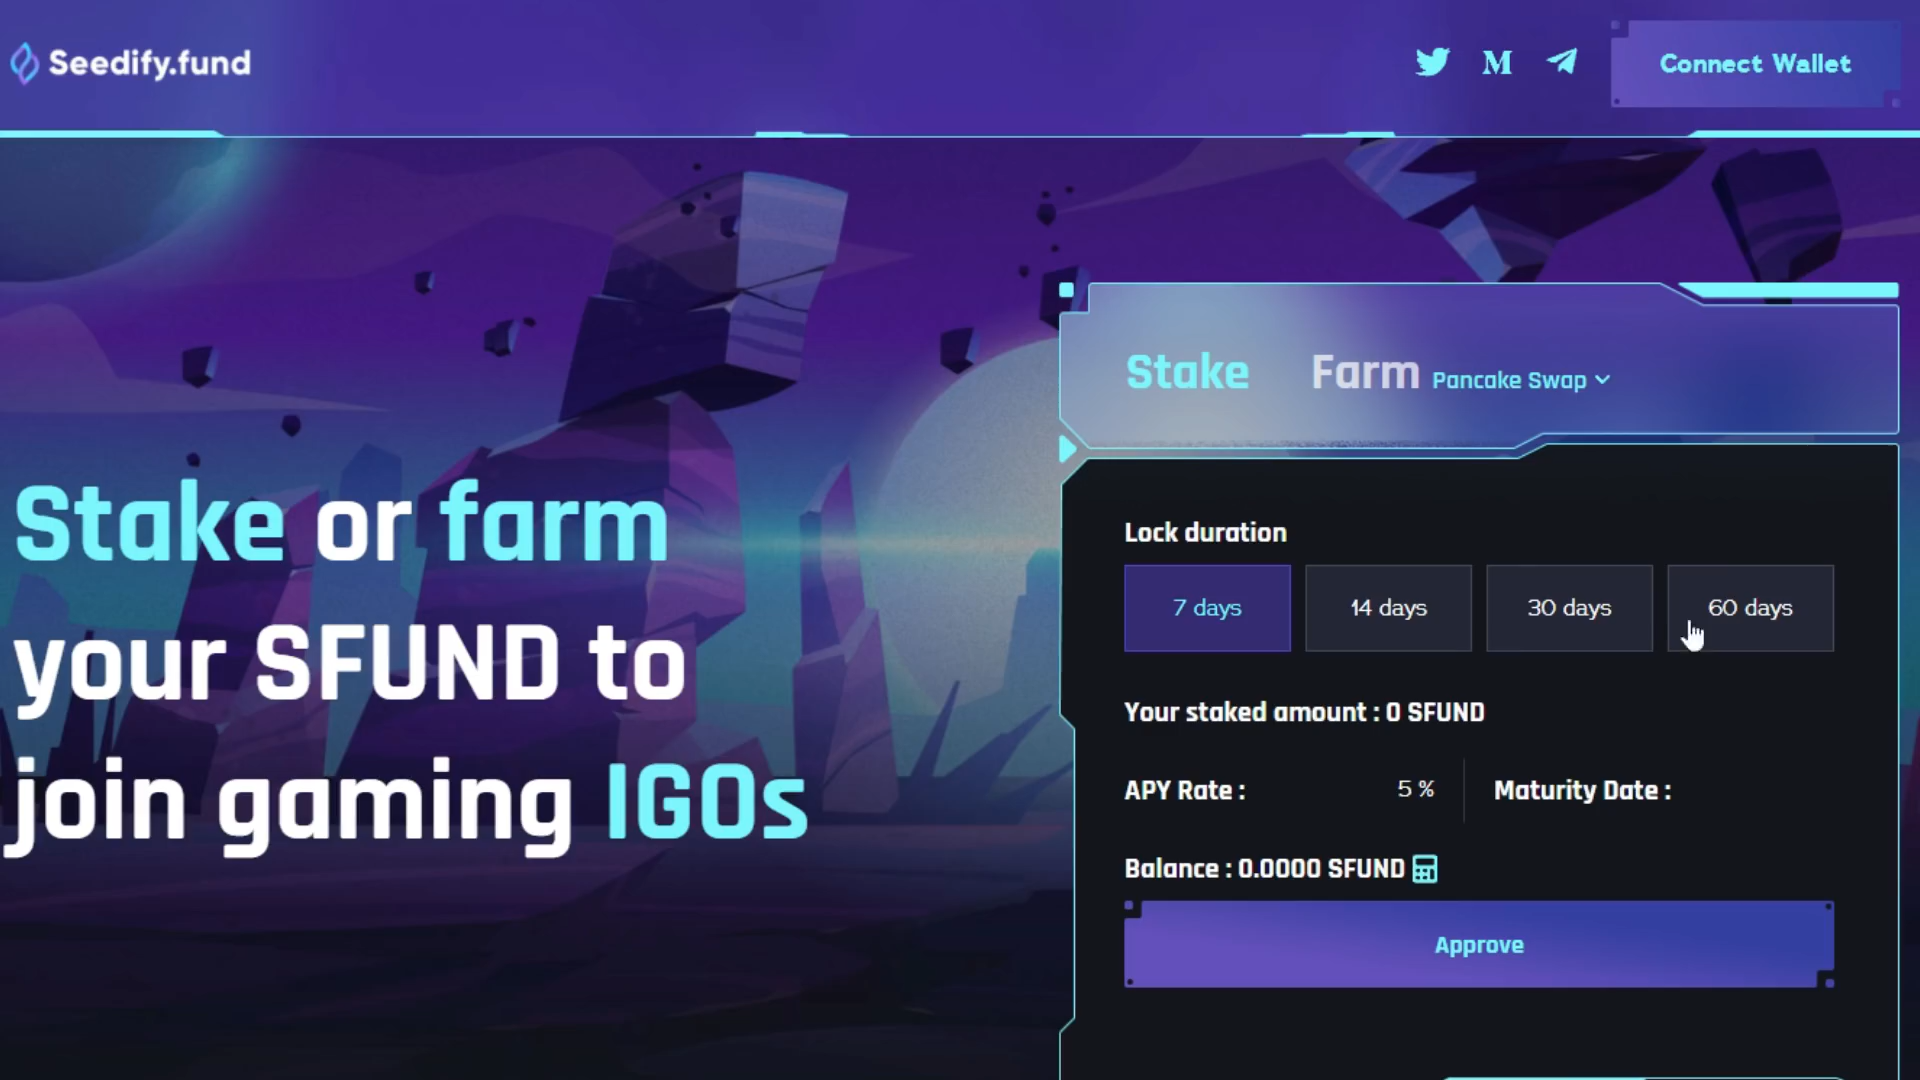 Seedify.fund
Connect Wallet
Stake or farm
your SFUND to
join gaming IGOs
Stake Farm Pancake Swap
Lock duration
7 days 14 days 30 days 60 days
Your staked amount : 0 SFUND
APY Rate : 5 % Maturity Date :
Balance : 0.0000 SFUND
Approve